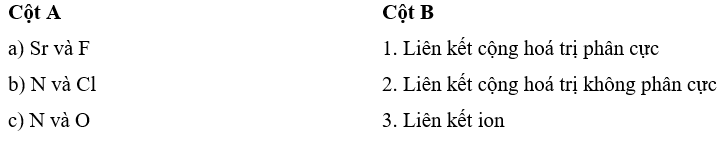 Cột A Cột B
a) Sr và F 1. Liên kết cộng hoá trị phân cực
b) N và Cl 2. Liên kết cộng hoá trị không phân cực
c) N và O 3. Liên kết ion